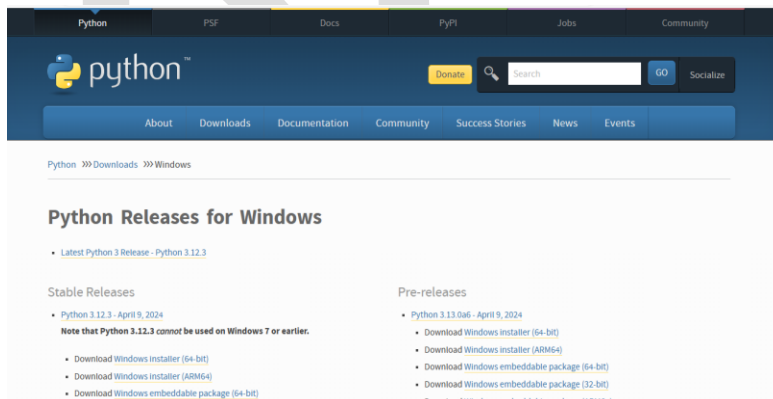 Python PSF Docs PyPI Jobs Community
python™ Donate Search GO Socialize
About Downloads Documentation Community Success Stories News Events
Python >>> Downloads >>> Windows
Python Releases for Windows
Latest Python 3 Release - Python 3.12.3
Stable Releases
Python 3.12.3 - April 9, 2024
Note that Python 3.12.3 cannot be used on Windows 7 or earlier.
Download Windows installer (64-bit)
Download Windows installer (ARM64)
Download Windows embeddable package (64-bit)
Pre-releases
Python 3.13.0a6 - April 9, 2024
Download Windows installer (64-bit)
Download Windows installer (ARM64)
Download Windows embeddable package (64-bit)
Download Windows embeddable package (32-bit)